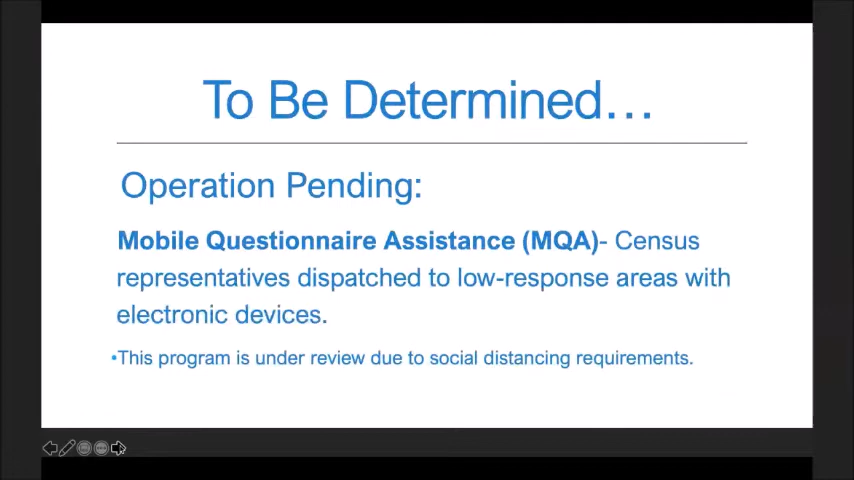 To Be Determined…
Operation Pending:
Mobile Questionnaire Assistance (MQA)- Census
representatives dispatched to low-response areas with
electronic devices.
•This program is under review due to social distancing requirements.